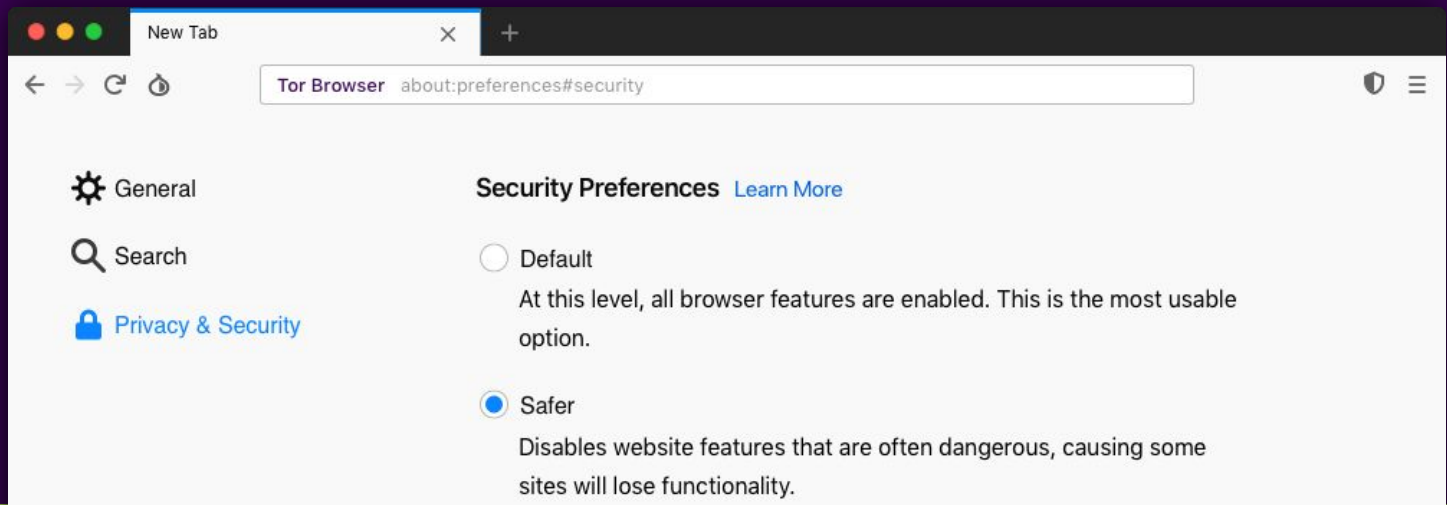 New Tab
Tor Browser about:preferences#security
General
Search
Privacy & Security
Security Preferences Learn More
Default
At this level, all browser features are enabled. This is the most usable
option.
Safer
Disables website features that are often dangerous, causing some
sites will lose functionality.